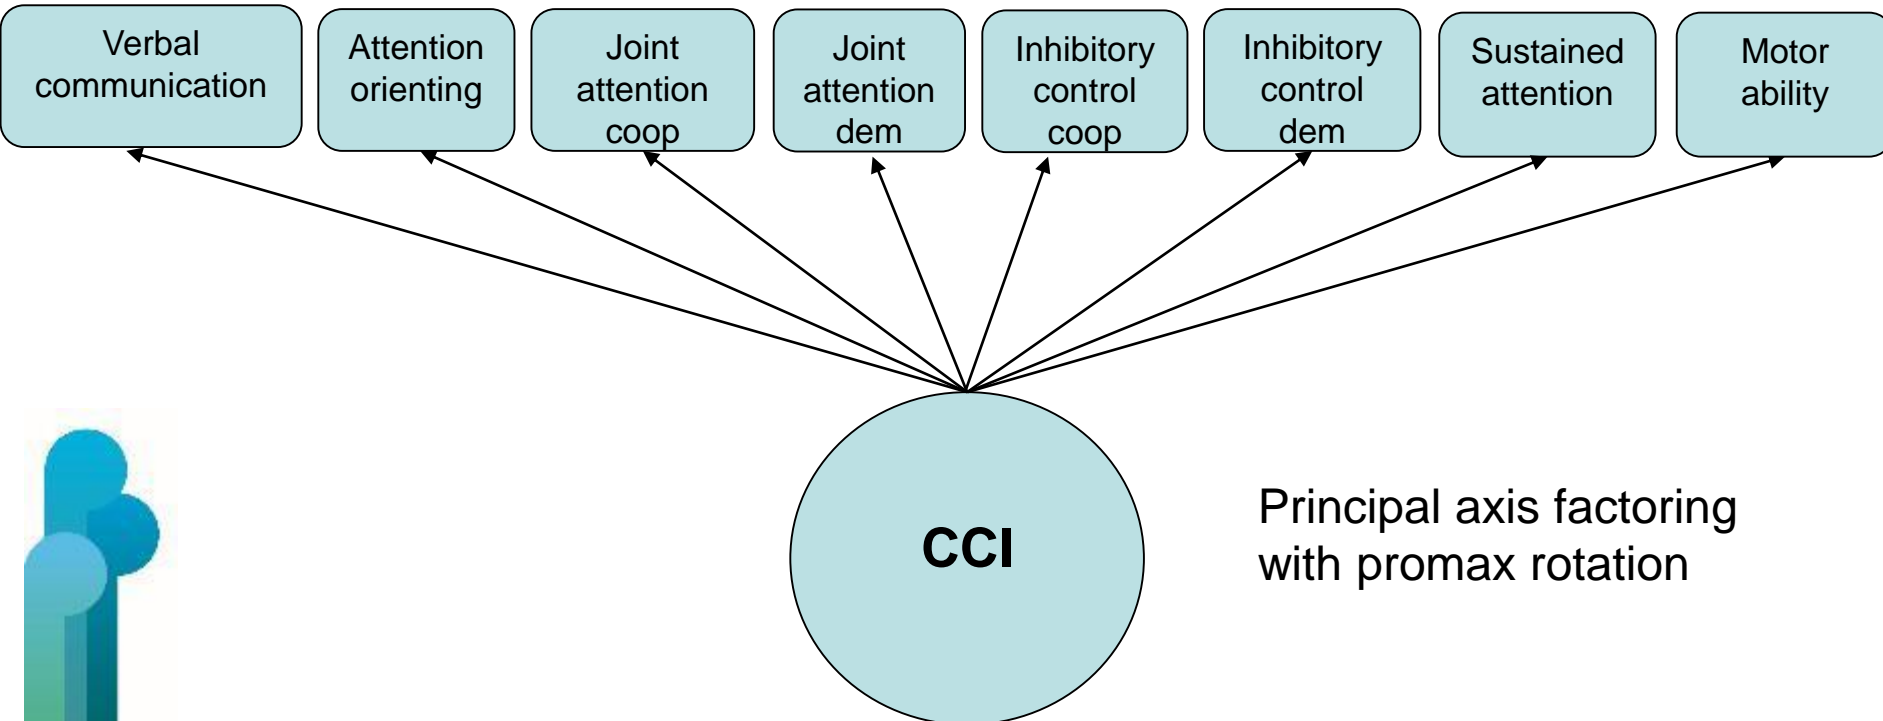 Verbal
communication
Attention
orienting
Joint
attention
coop
Joint
attention
dem
Inhibitory
control
coop
Inhibitory
control
dem
Sustained
attention
Motor
ability
CCI
Principal axis factoring
with promax rotation